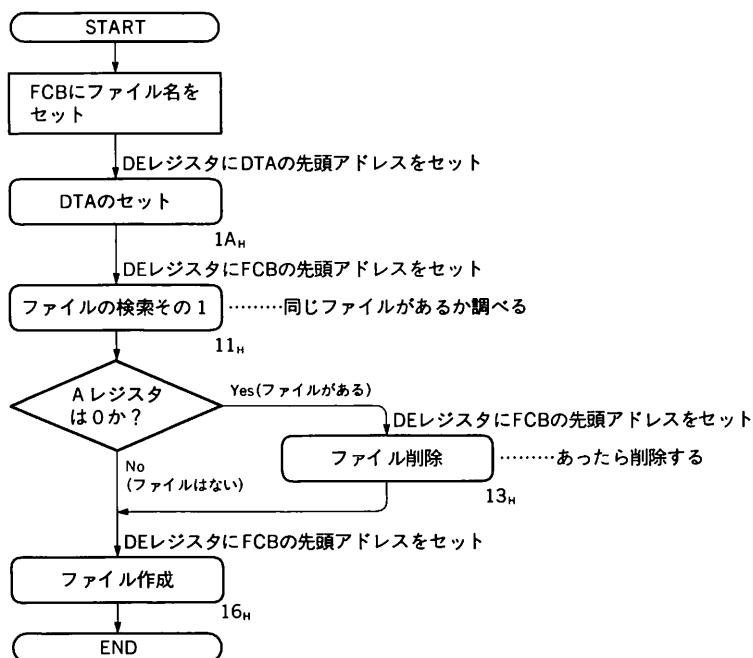 START
FCBにファイル名を
セット
DEレジスタにDTAの先頭アドレスをセット
DTAのセット
1AH
DEレジスタにFCBの先頭アドレスをセット
ファイルの検索その1 ………同じファイルがあるか調べる
11H
Aレジスタ
は0か？
Yes(ファイルがある)
DEレジスタにFCBの先頭アドレスをセット
ファイル削除 ………あったら削除する
13H
No
(ファイルはない)
DEレジスタにFCBの先頭アドレスをセット
ファイル作成
16H
END